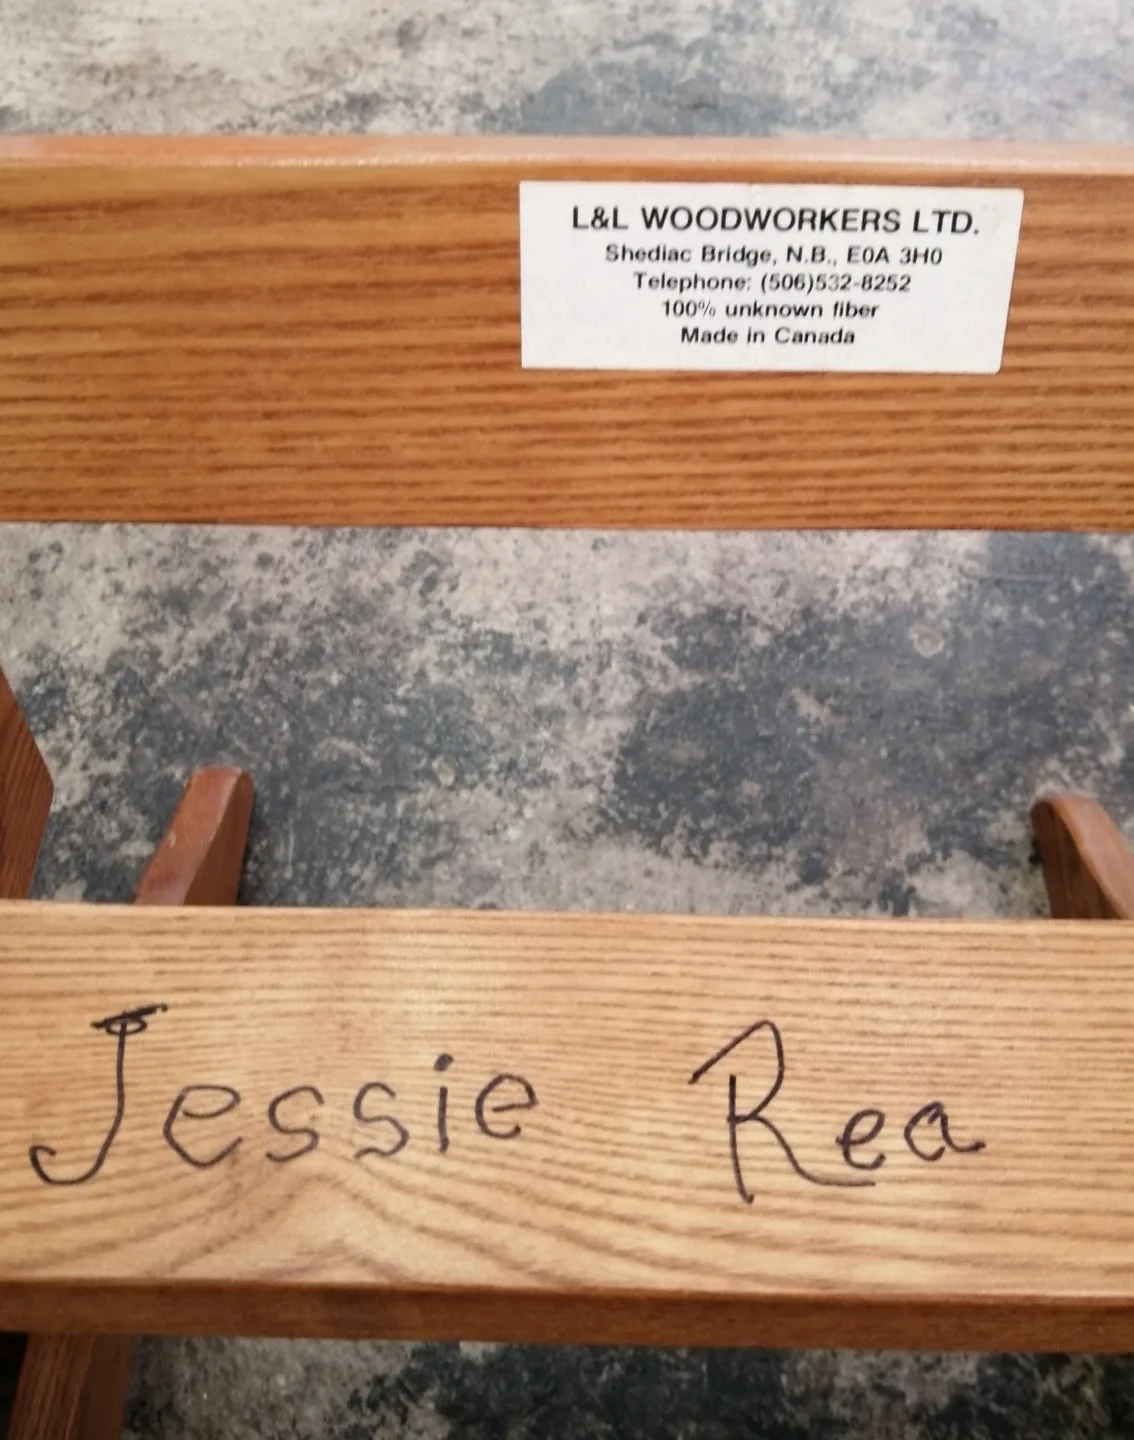 L&L WOODWORKERS LTD.
Shediac Bridge, N.B., E0A 3H0
Telephone: (506)532-8252
100% unknown fiber
Made in Canada
Jessie Rea